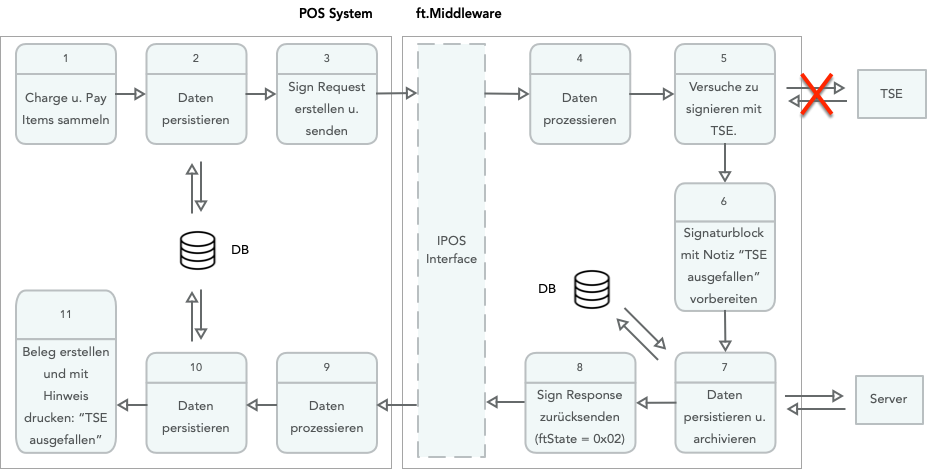 POS System
ft.Middleware
1
Charge u. Pay
Items sammeln
2
Daten
persistieren
3
Sign Request
erstellen u.
senden
4
Daten
prozessieren
5
Versuche zu
signieren mit
TSE.
TSE
6
Signaturblock
mit Notiz “TSE
ausgefallen”
vorbereiten
IPOS
Interface
DB
DB
7
Daten
persistieren u.
archivieren
Server
8
Sign Response
zurücksenden
(ftState = 0x02)
9
Daten
prozessieren
10
Daten
persistieren
11
Beleg erstellen
und mit
Hinweis
drucken: “TSE
ausgefallen”